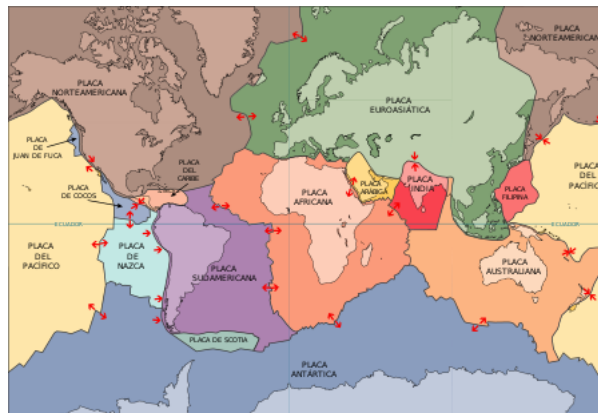 PLACA
NORTEAMERICANA
PLACA
NORTEAMERICANA
PLACA
EUROASIÁTICA
PLACA
DE
JUAN DE FUCA
PLACA
DEL
CARIBE
PLACA
DE COCOS
PLACA
ARÁBIGA
PLACA
INDIA
PLACA
FILIPINA
PLACA
DEL
PACÍFICO
PLACA
AFRICANA
ECUADOR
ECUADOR
PLACA
DEL
PACÍFICO
PLACA
DE
NAZCA
PLACA
SUDAMERICANA
PLACA
AUSTRALIANA
PLACA DE SCOTIA
PLACA
ANTÁRTICA